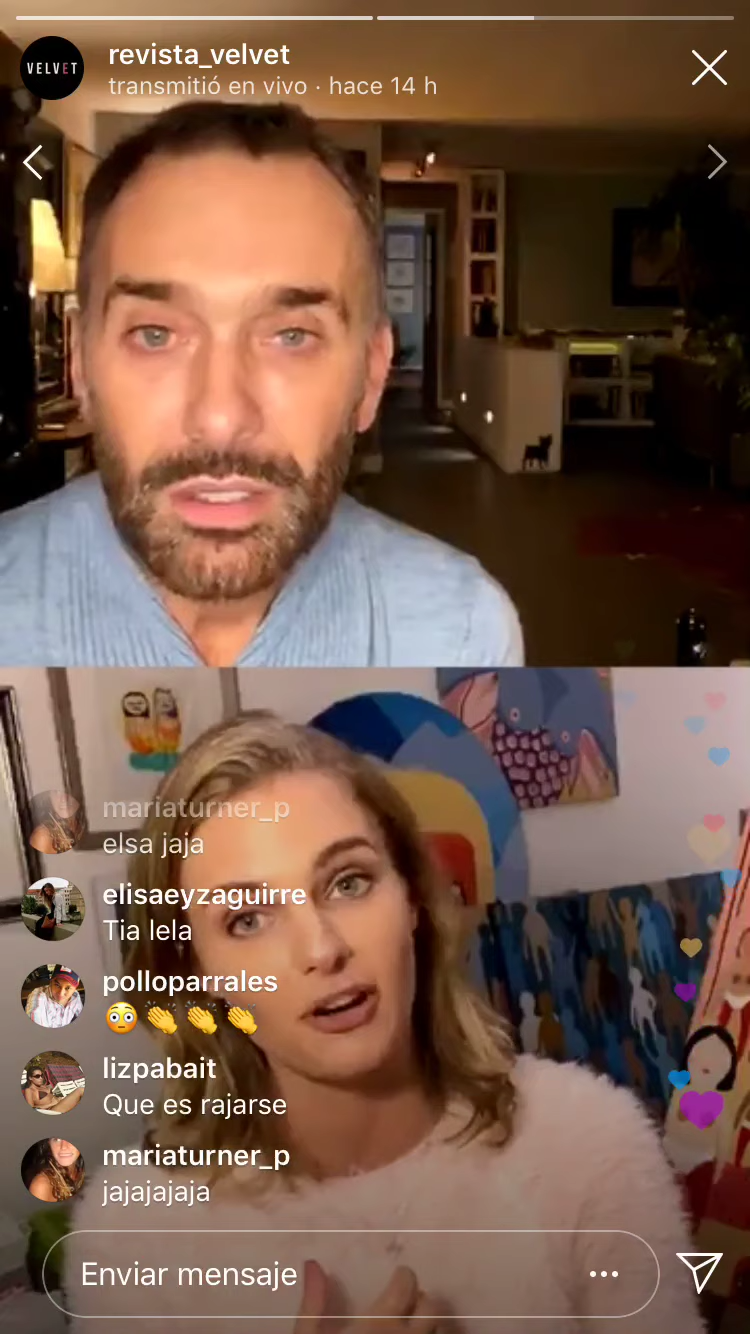 VELVET
revista_velvet
transmitió en vivo · hace 14 h
mariaturner_p
elsa jaja
elisaeyzaguirre
Tia lela
polloparrales
😳👏👏👏
lizpabait
Que es rajarse
mariaturner_p
jajajajaja
Enviar mensaje